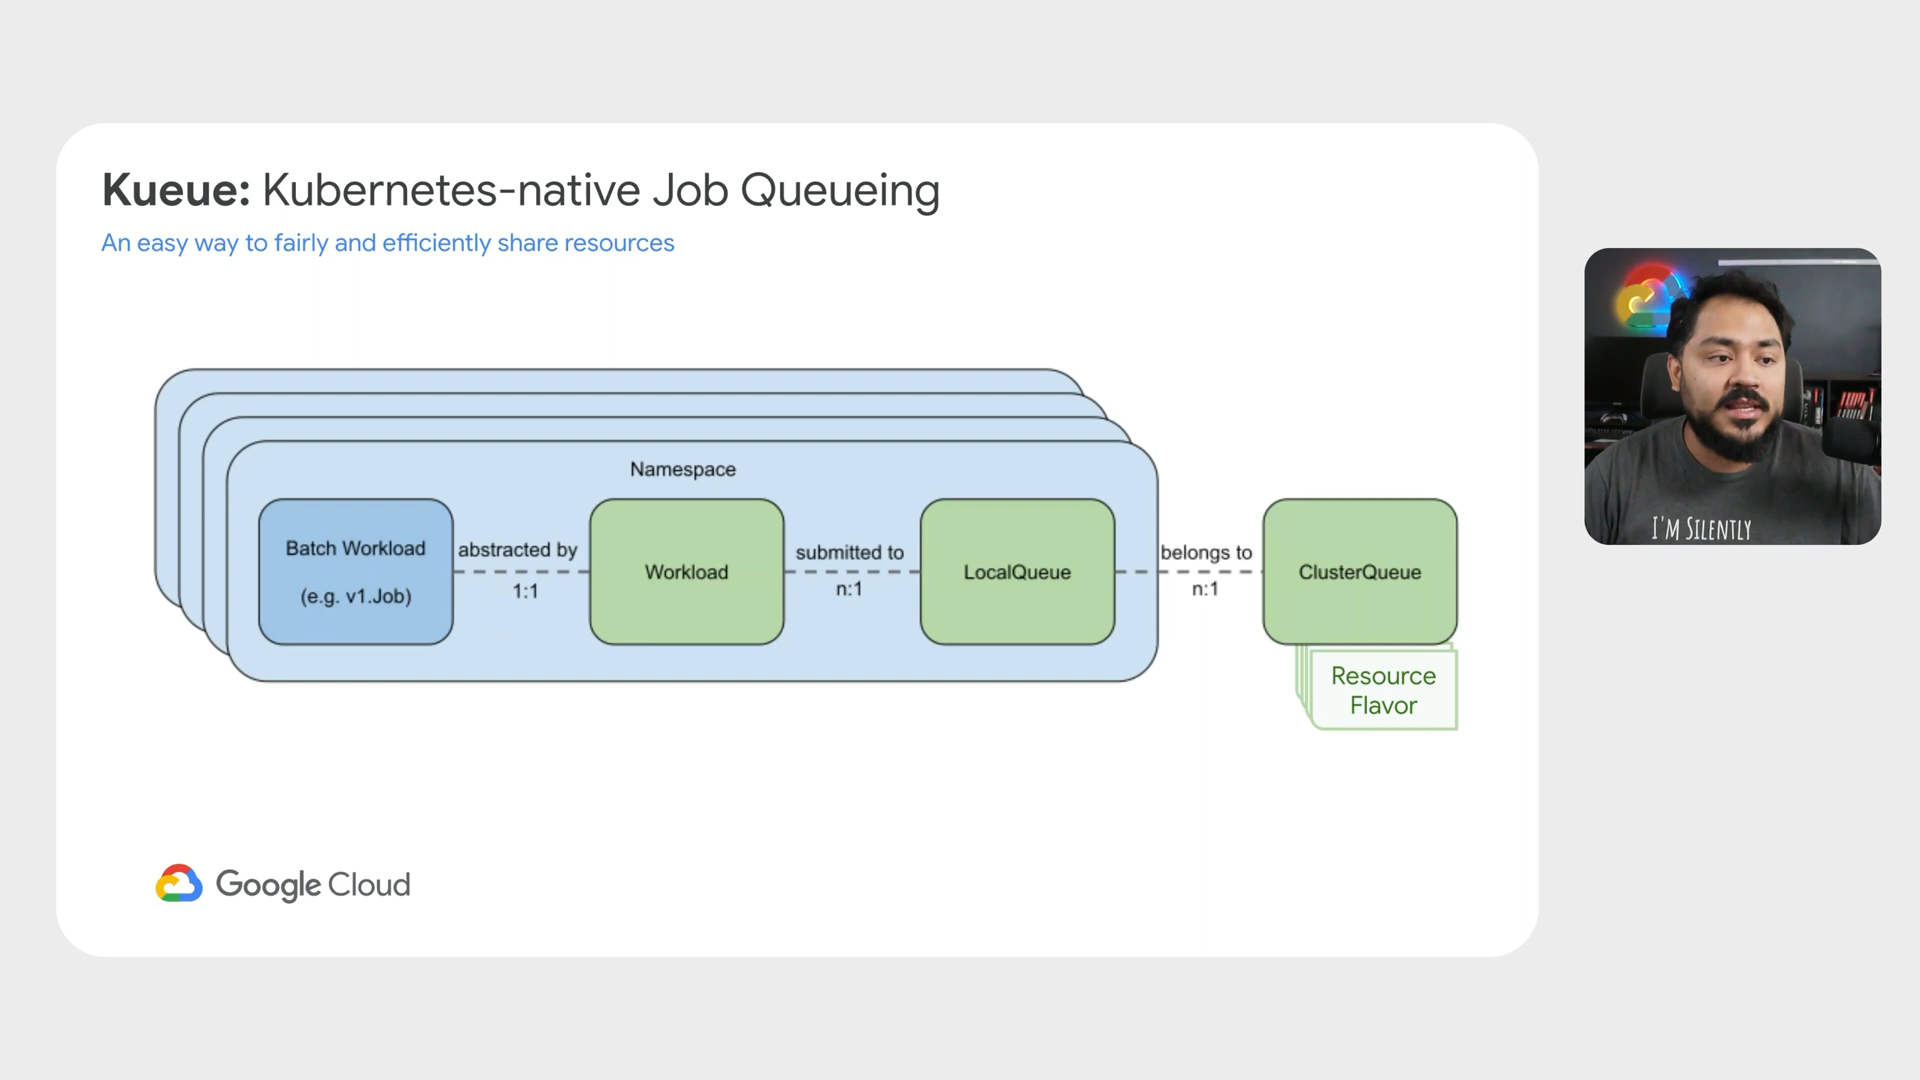 Kueue: Kubernetes-native Job Queueing
An easy way to fairly and efficiently share resources
Namespace
Batch Workload
(e.g. v1.Job)
abstracted by
1:1
Workload
submitted to
n:1
LocalQueue
belongs to
n:1
ClusterQueue
Resource
Flavor
Google Cloud
I'M SILENTLY